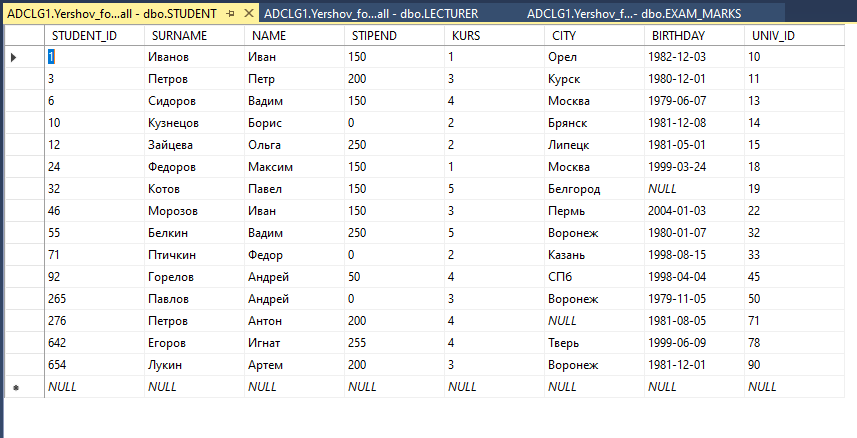 ADCLG1.Yershov_fo...all - dbo.STUDENT ADCLG1.Yershov_fo...all - dbo.LECTURER ADCLG1.Yershov_f...- dbo.EXAM_MARKS
STUDENT_ID SURNAME NAME STIPEND KURS CITY BIRTHDAY UNIV_ID
1 Иванов Иван 150 1 Орел 1982-12-03 10
3 Петров Петр 200 3 Курск 1980-12-01 11
6 Сидоров Вадим 150 4 Москва 1979-06-07 13
10 Кузнецов Борис 0 2 Брянск 1981-12-08 14
12 Зайцева Ольга 250 2 Липецк 1981-05-01 15
24 Федоров Максим 150 1 Москва 1999-03-24 18
32 Котов Павел 150 5 Белгород NULL 19
46 Морозов Иван 150 3 Пермь 2004-01-03 22
55 Белкин Вадим 250 5 Воронеж 1980-01-07 32
71 Птичкин Федор 0 2 Казань 1998-08-15 33
92 Горелов Андрей 50 4 СПб 1998-04-04 45
265 Павлов Андрей 0 3 Воронеж 1979-11-05 50
276 Петров Антон 200 4 NULL 1981-08-05 71
642 Егоров Игнат 255 4 Тверь 1999-06-09 78
654 Лукин Артем 200 3 Воронеж 1981-12-01 90
NULL NULL NULL NULL NULL NULL NULL NULL